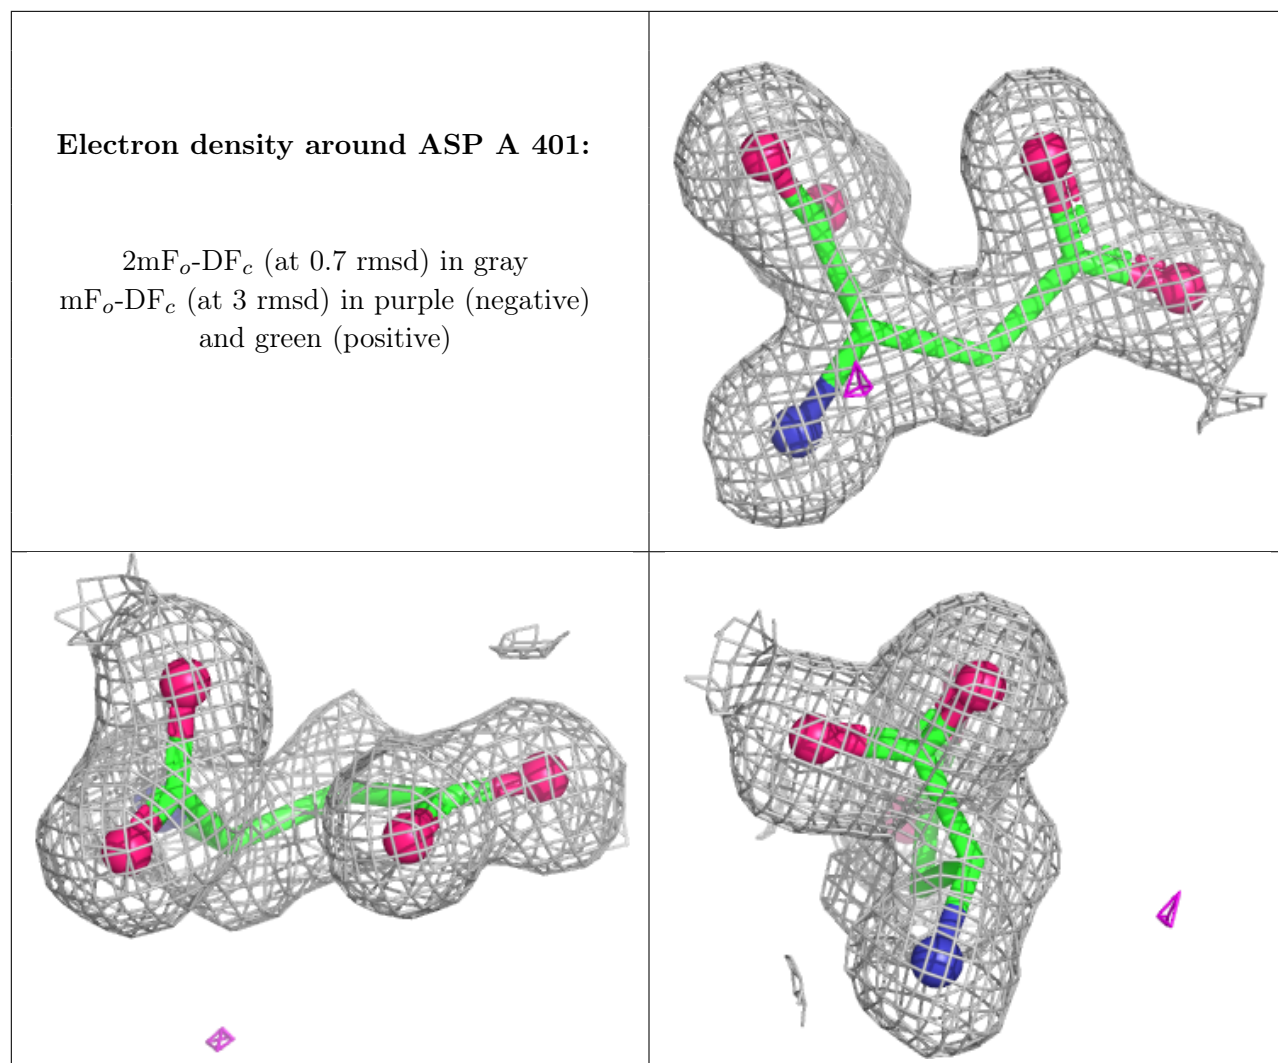 Electron density around ASP A 401:
2mFo-DFc (at 0.7 rmsd) in gray
mFo-DFc (at 3 rmsd) in purple (negative)
and green (positive)